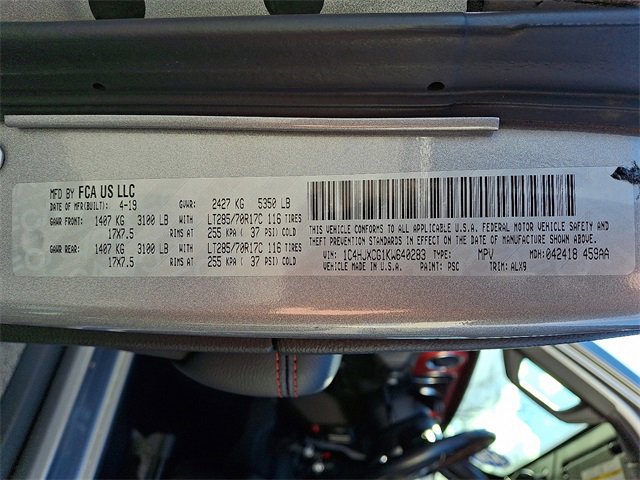 MFD BY FCA US LLC
DATE OF MFR(BUILT): 4-19 GVWR: 2427 KG 5350 LB
GAWR FRONT: 1407 KG 3100 LB WITH LT285/70R17C 116 TIRES
17X7.5 RIMS AT 255 KPA ( 37 PSI) COLD
GAWR REAR: 1407 KG 3100 LB WITH LT285/70R17C 116 TIRES
17X7.5 RIMS AT 255 KPA ( 37 PSI) COLD
THIS VEHICLE CONFORMS TO ALL APPLICABLE U.S.A. FEDERAL MOTOR VEHICLE SAFETY AND
THEFT PREVENTION STANDARDS IN EFFECT ON THE DATE OF MANUFACTURE SHOWN ABOVE.
VIN: 1C4HJXCG1KW640283 TYPE: MPV MDH: 042418 459AA
VEHICLE MADE IN U.S.A. PAINT: PSC TRIM: ALX9